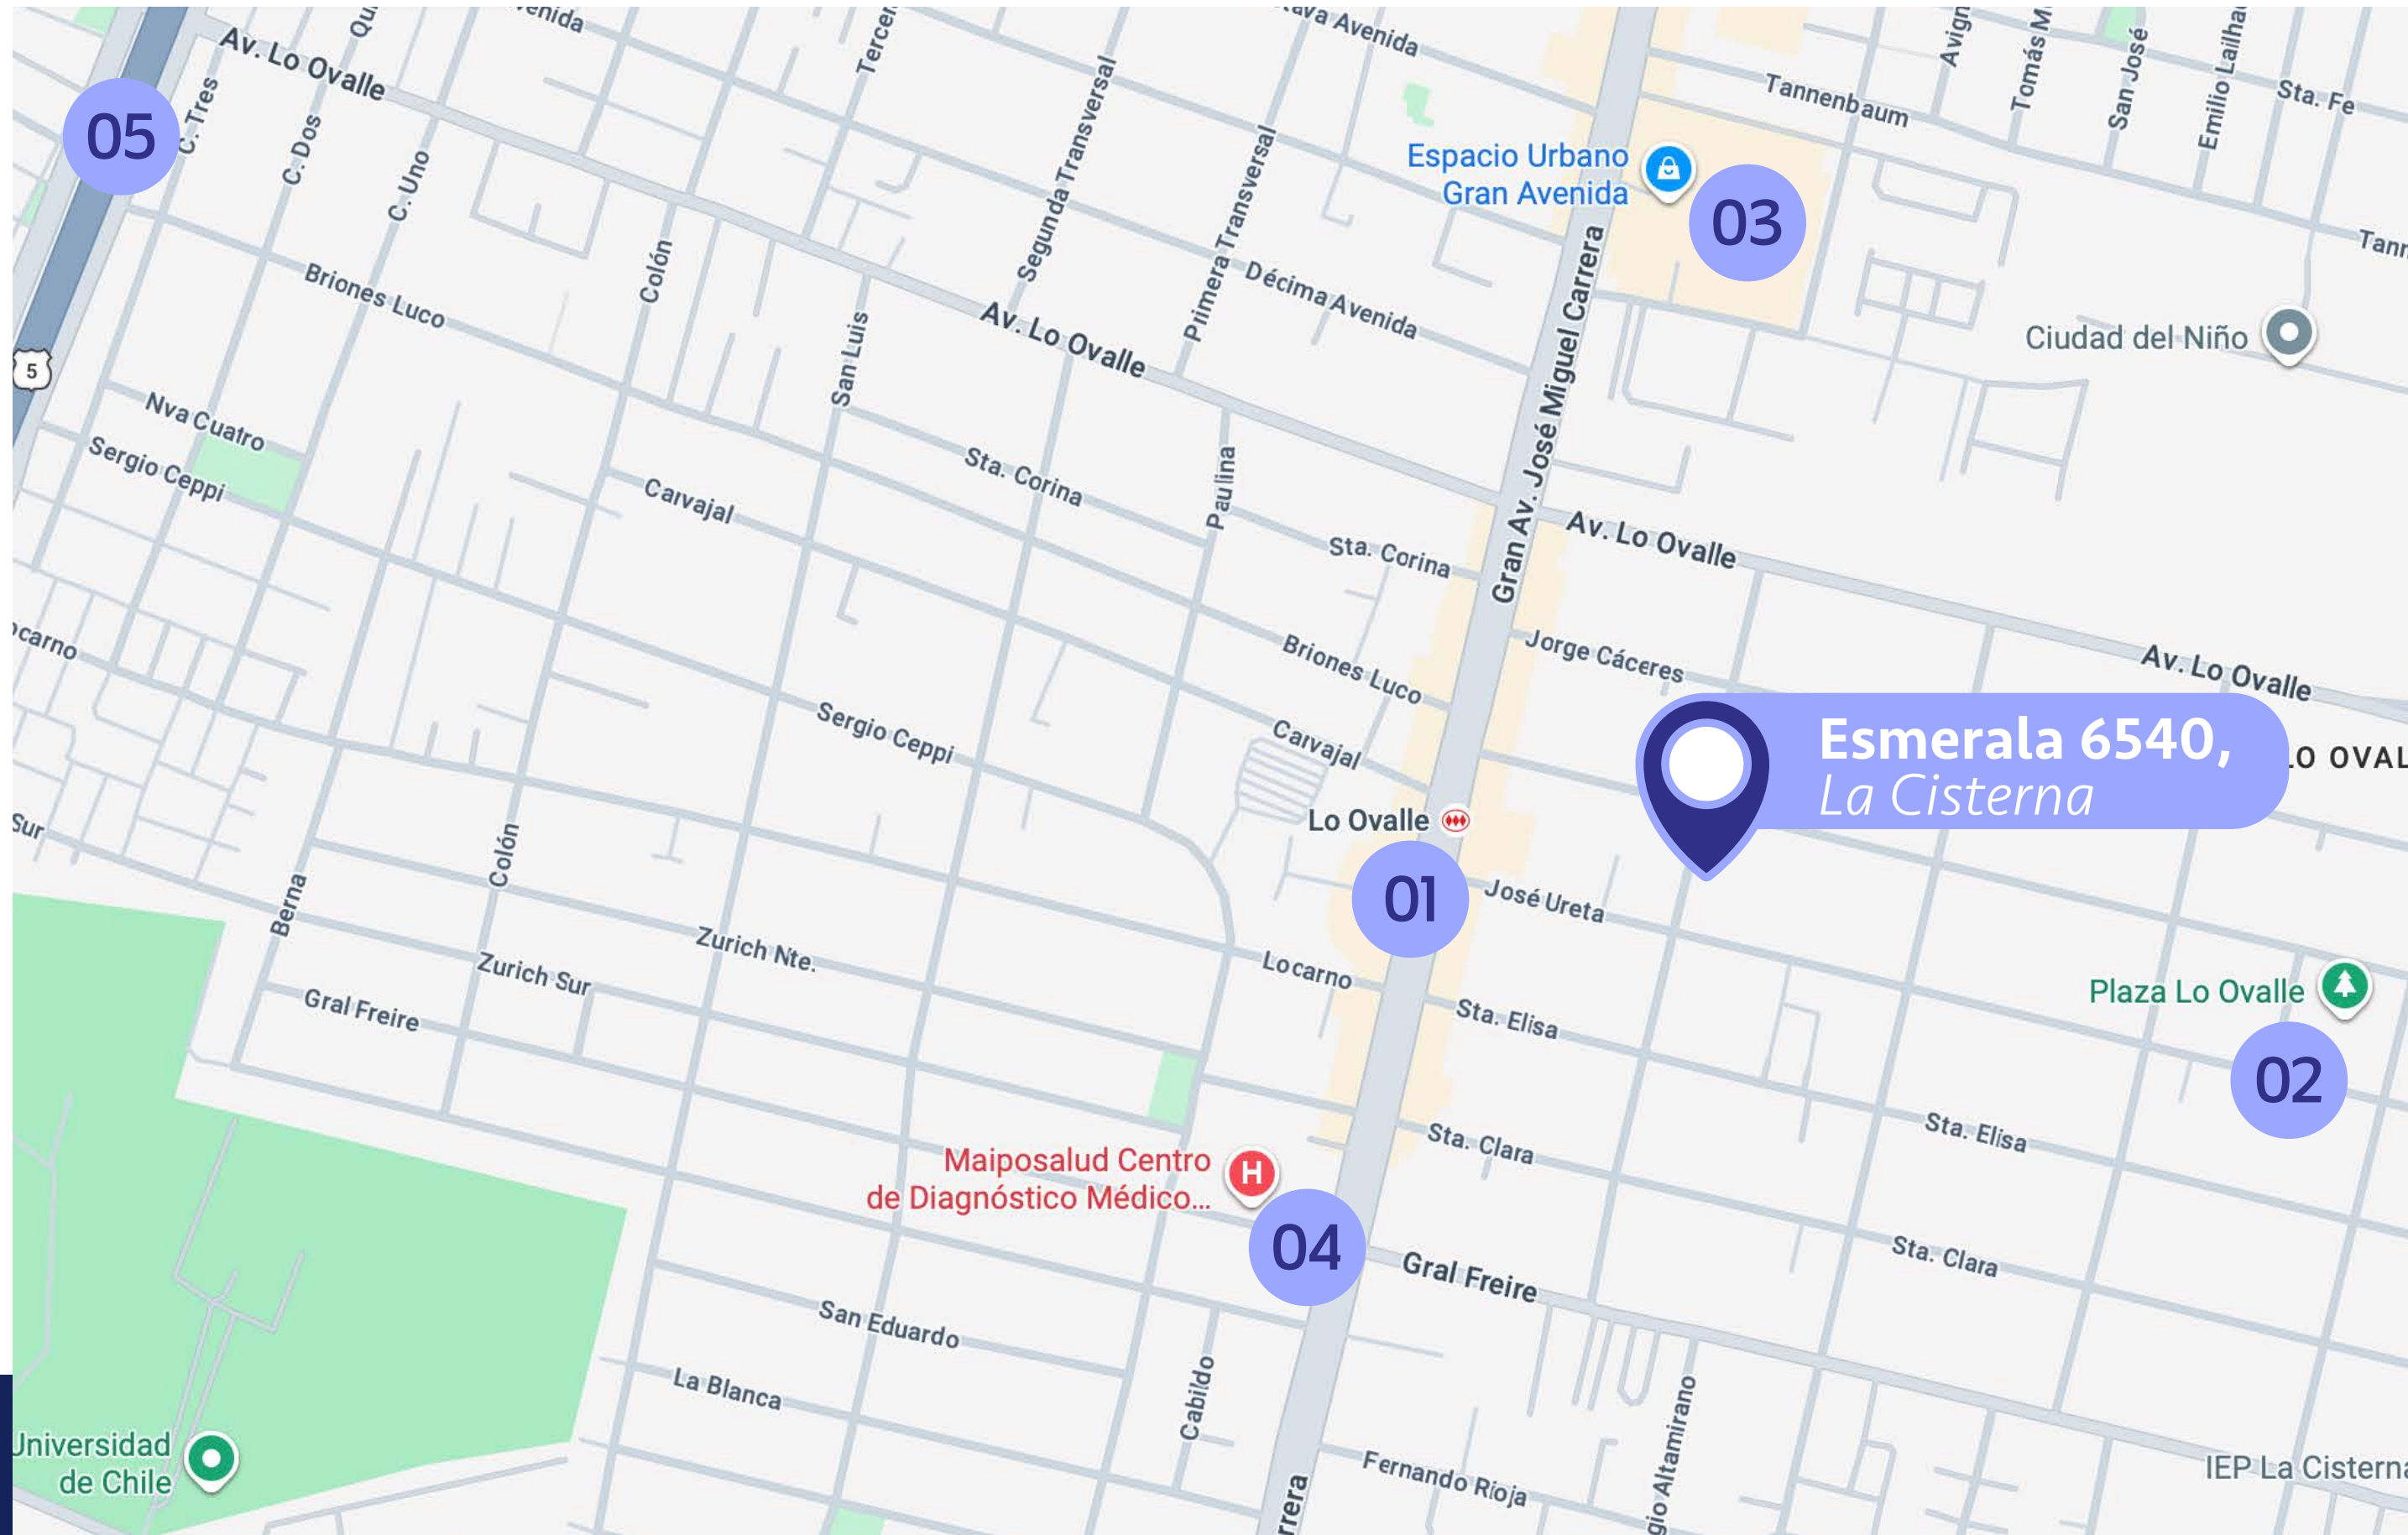 Av. Lo Ovalle
05
C. Tres
C. Dos
C. Uno
Segunda Transversal
Primera Transversal
Espacio Urbano
Gran Avenida
03
Tannenbaum
San José
Sta. Fe
Ciudad del Niño
Briones Luco
Colón
San Luis
Av. Lo Ovalle
Décima Avenida
Gran Av. José Miguel Carrera
5
Nva Cuatro
Sergio Ceppi
Carvajal
Sta. Corina
Paulina
Sta. Corina
Av. Lo Ovalle
Jorge Cáceres
Av. Lo Ovalle
Briones Luco
Sergio Ceppi
Carvajal
Esmerala 6540,
La Cisterna
Lo Ovalle
01
José Ureta
Colón
Berna
Zurich Nte.
Zurich Sur
Gral Freire
Locarno
Sta. Elisa
Plaza Lo Ovalle
02
Sta. Elisa
Maiposalud Centro
de Diagnóstico Médico...
H
04
Sta. Clara
Sta. Clara
Gral Freire
San Eduardo
La Blanca
Cabildo
Fernando Rioja
Universidad
de Chile
IEP La Cisterna